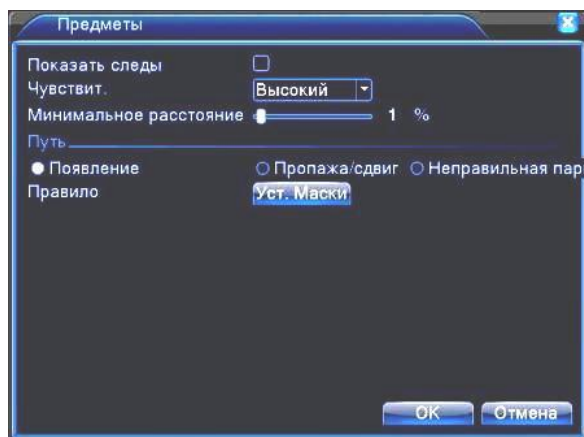 Предметы
Показать следы
Чувствит. Высокий
Минимальное расстояние 1 %
Путь
Появление Пропажа/сдвиг Неправильная пар
Правило Уст. Маски
OK Отмена